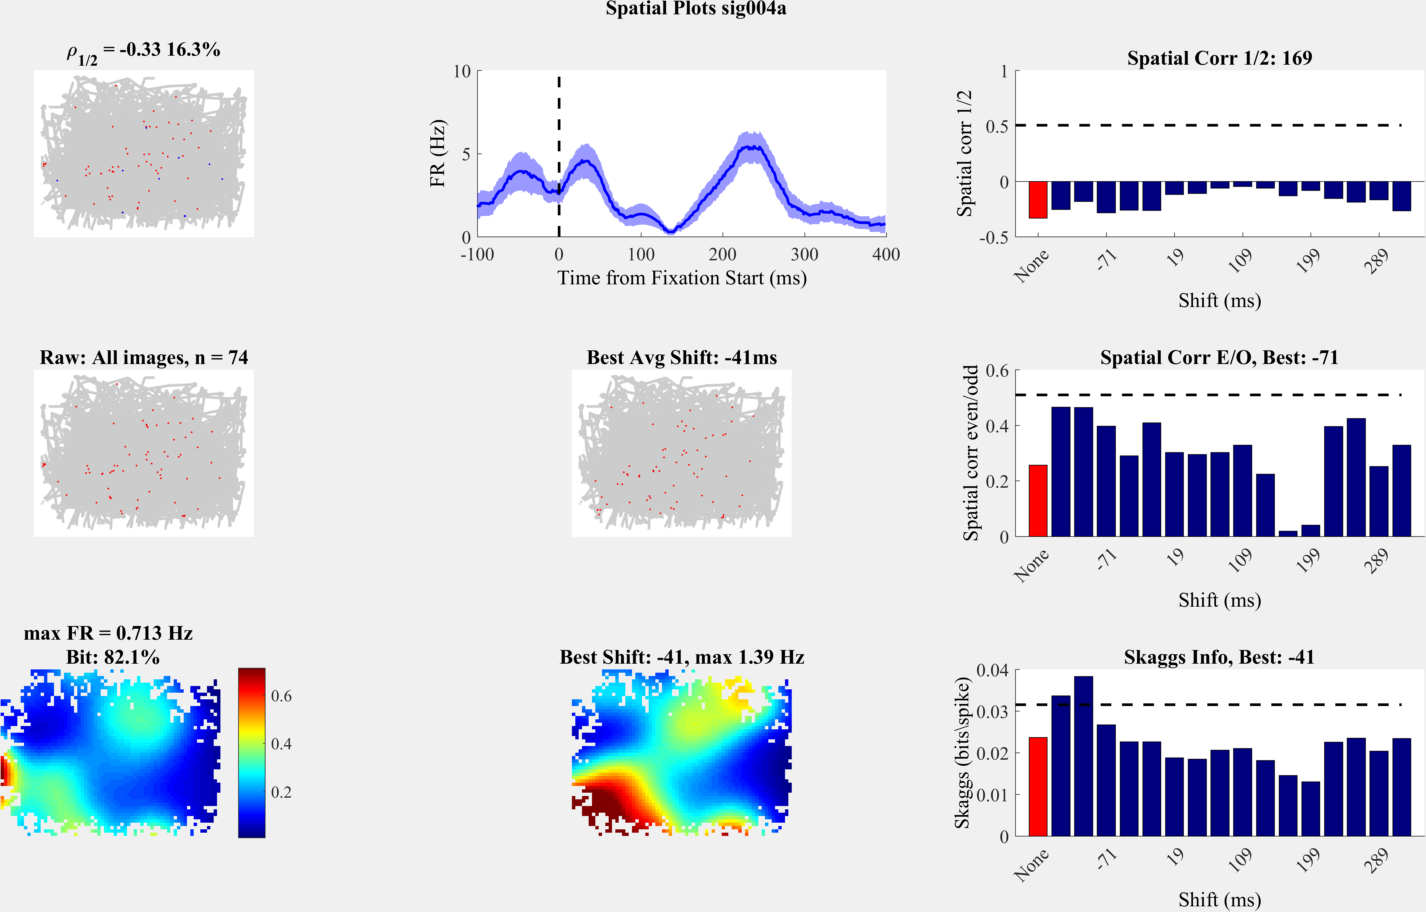 Spatial Plots sig004a
ρ1/2 = -0.33 16.3%
10
5
0
FR (Hz)
-100 0 100 200 300 400
Time from Fixation Start (ms)
Spatial Corr 1/2: 169
1
0.5
0
-0.5
Spatial corr 1/2
None -71 19 109 199 289
Shift (ms)
Raw: All images, n = 74
Best Avg Shift: -41ms
Spatial Corr E/O, Best: -71
0.6
0.4
0.2
0
Spatial corr even/odd
None -71 19 109 199 289
Shift (ms)
max FR = 0.713 Hz
Bit: 82.1%
0.6
0.4
0.2
Best Shift: -41, max 1.39 Hz
Skaggs Info, Best: -41
0.04
0.03
0.02
0.01
0
Skaggs (bits\spike)
None -71 19 109 199 289
Shift (ms)